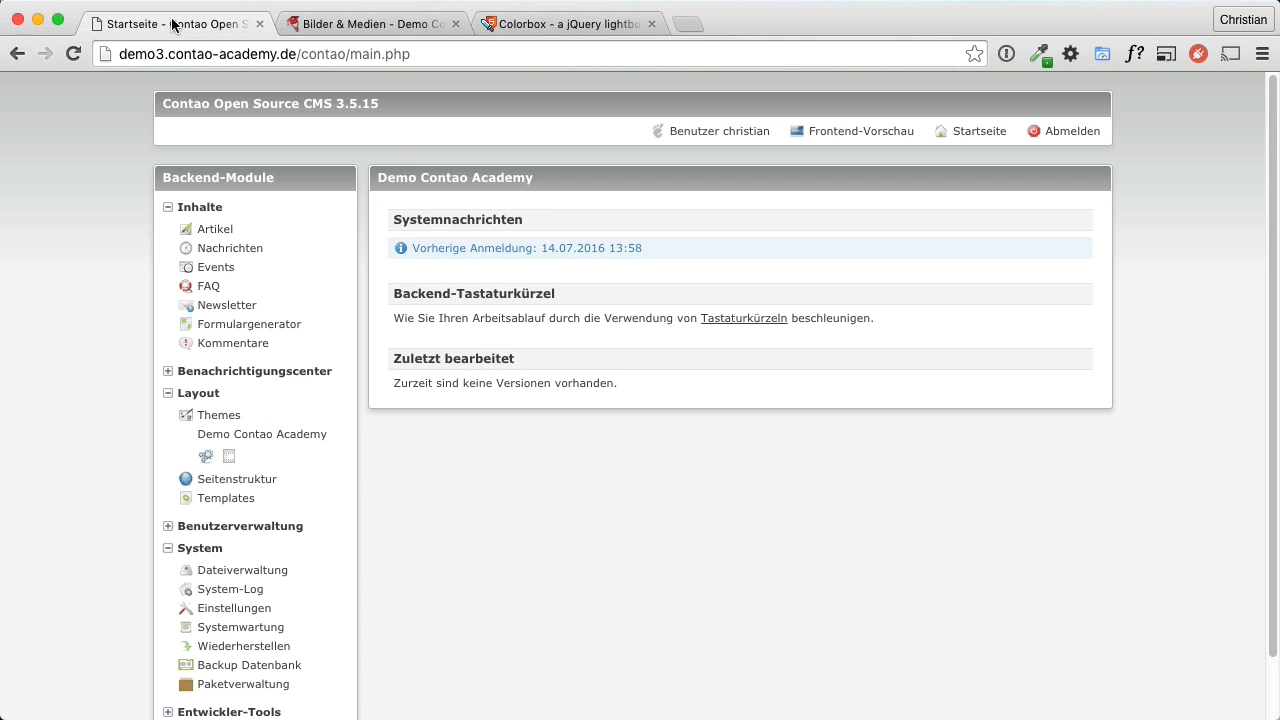 Startseite - Contao Open S
Bilder & Medien - Demo Co
Colorbox - a jQuery lightbo
Christian
demo3.contao-academy.de/contao/main.php
f?
Contao Open Source CMS 3.5.15
Benutzer christian
Frontend-Vorschau
Startseite
Abmelden
Backend-Module
Inhalte
Artikel
Nachrichten
Events
FAQ
Newsletter
Formulargenerator
Kommentare
Benachrichtigungscenter
Layout
Themes
Demo Contao Academy
Seitenstruktur
Templates
Benutzerverwaltung
System
Dateiverwaltung
System-Log
Einstellungen
Systemwartung
Wiederherstellen
Backup Datenbank
Paketverwaltung
Entwickler-Tools
Demo Contao Academy
Systemnachrichten
Vorherige Anmeldung: 14.07.2016 13:58
Backend-Tastaturkürzel
Wie Sie Ihren Arbeitsablauf durch die Verwendung von Tastaturkürzeln beschleunigen.
Zuletzt bearbeitet
Zurzeit sind keine Versionen vorhanden.